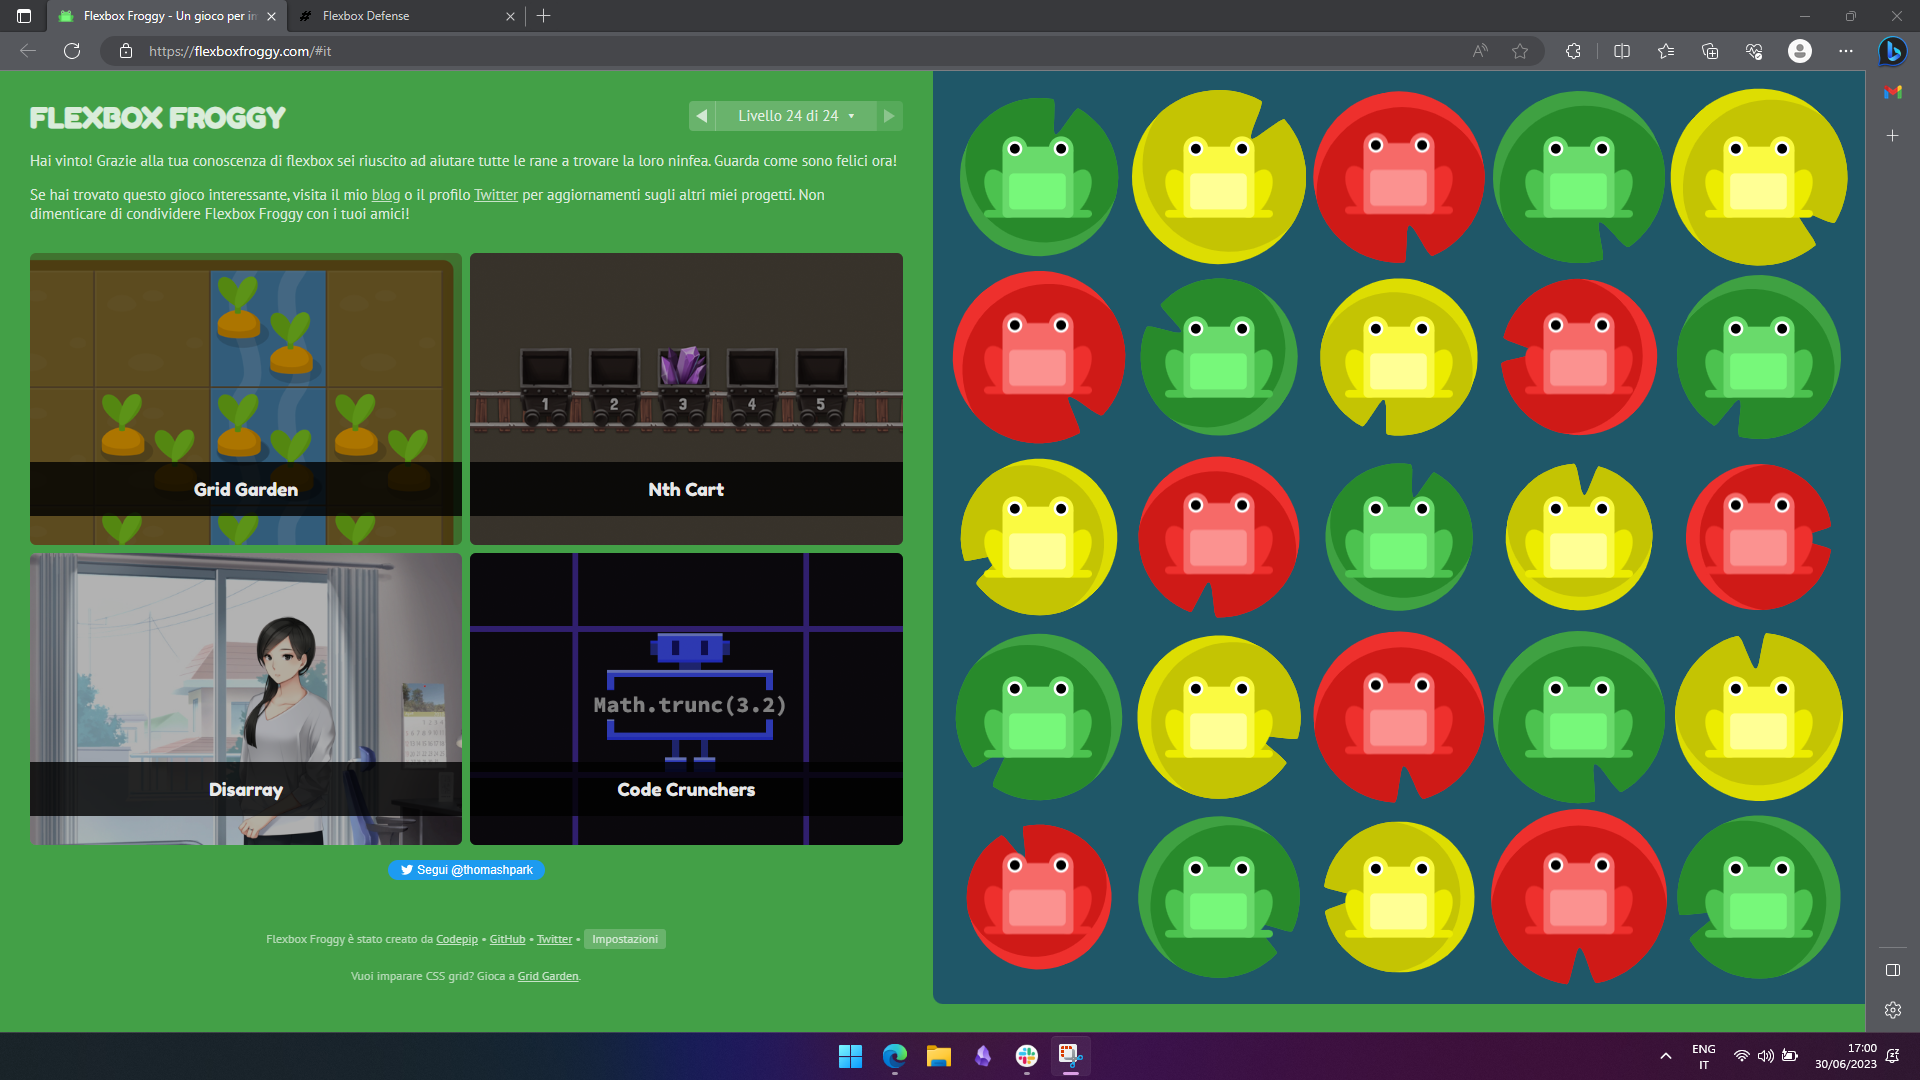 Flexbox Froggy - Un gioco per in
Flexbox Defense
https://flexboxfroggy.com/#it
FLEXBOX FROGGY
Livello 24 di 24
Hai vinto! Grazie alla tua conoscenza di flexbox sei riuscito ad aiutare tutte le rane a trovare la loro ninfea. Guarda come sono felici ora!
Se hai trovato questo gioco interessante, visita il mio blog o il profilo Twitter per aggiornamenti sugli altri miei progetti. Non
dimenticare di condividere Flexbox Froggy con i tuoi amici!
1 2 3 4 5
Grid Garden
Nth Cart
Math.trunc(3.2)
Disarray
Code Crunchers
Segui @thomashpark
Flexbox Froggy è stato creato da Codepip • GitHub • Twitter • Impostazioni
Vuoi imparare CSS grid? Gioca a Grid Garden.
ENG
IT
17:00
30/06/2023